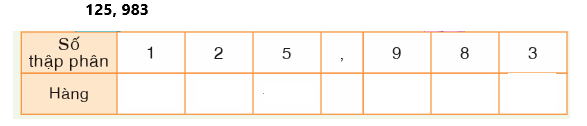 125, 983
Số thập phân 1 2 5 , 9 8 3
Hàng